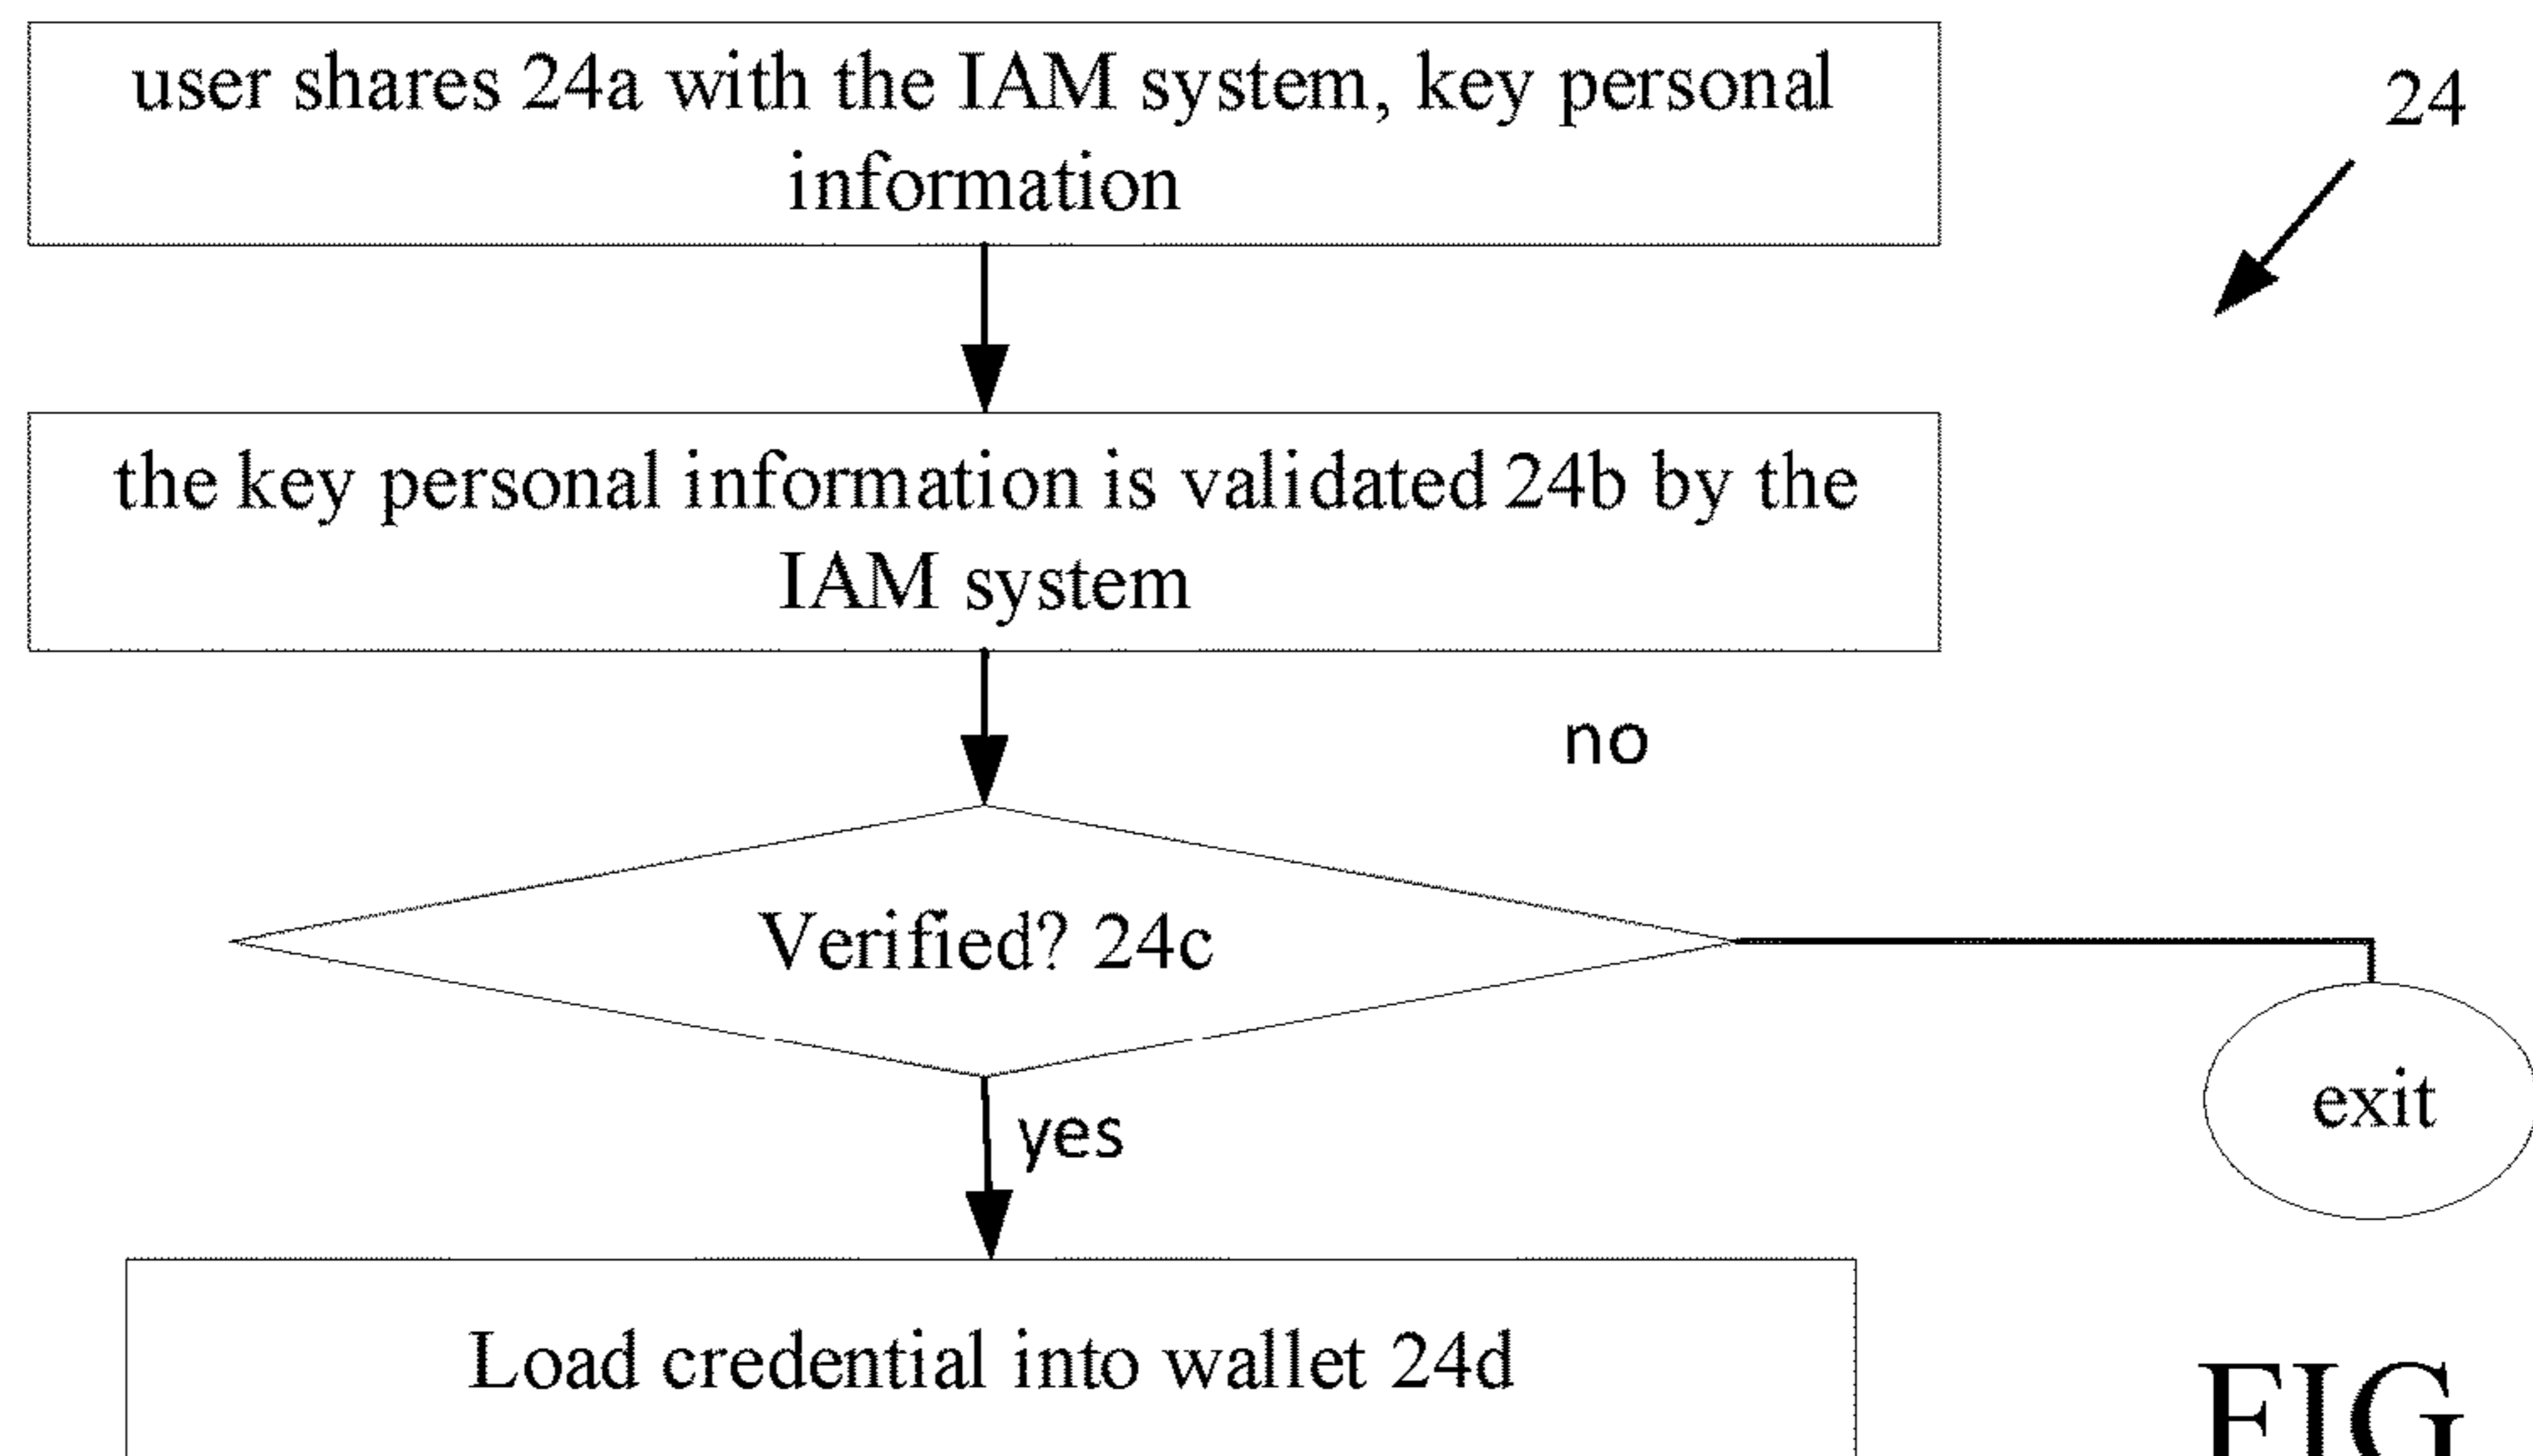 user shares 24a with the IAM system, key personal
information
24
the key personal information is validated 24b by the
IAM system
no
Verified? 24c
exit
yes
Load credential into wallet 24d
FIG